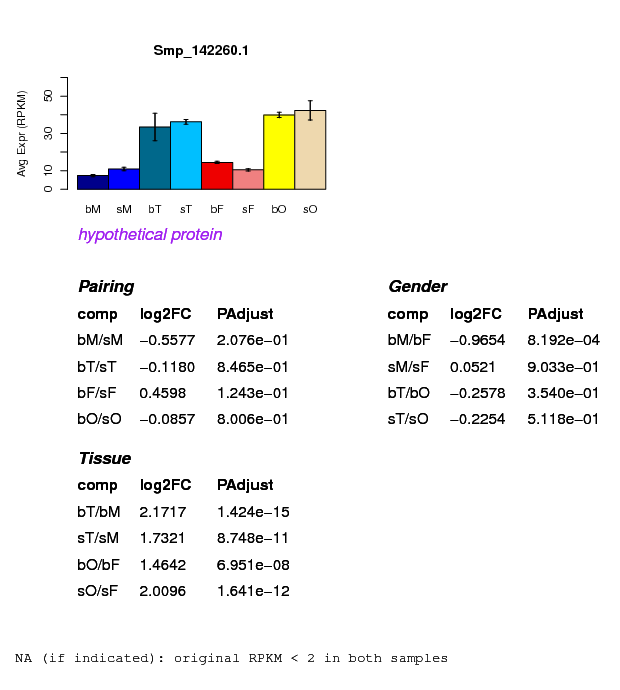 Smp_142260.1
Avg Expr (RPKM)
0 10 30 50
bM sM bT sT bF sF bO sO
hypothetical protein
Pairing
comp log2FC PAdjust
bM/sM −0.5577 2.076e−01
bT/sT −0.1180 8.465e−01
bF/sF 0.4598 1.243e−01
bO/sO −0.0857 8.006e−01
Gender
comp log2FC PAdjust
bM/bF −0.9654 8.192e−04
sM/sF 0.0521 9.033e−01
bT/bO −0.2578 3.540e−01
sT/sO −0.2254 5.118e−01
Tissue
comp log2FC PAdjust
bT/bM 2.1717 1.424e−15
sT/sM 1.7321 8.748e−11
bO/bF 1.4642 6.951e−08
sO/sF 2.0096 1.641e−12
NA (if indicated): original RPKM < 2 in both samples